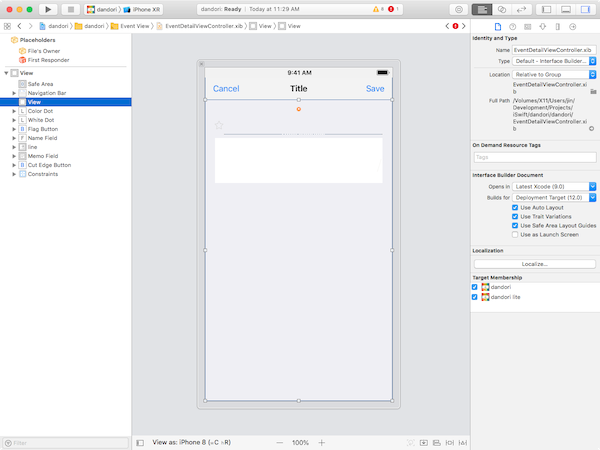 dandori › iPhone XR
dandori: Ready | Today at 11:29 AM
8
1
dandori › dandori › Event View › EventDetailViewController.xib › View › View
Placeholders
File's Owner
First Responder
View
Safe Area
Navigation Bar
View
L Color Dot
L White Dot
B Flag Button
F Name Field
line
Memo Field
B Cut Edge Button
Constraints
Filter
9:41 AM
Cancel Title Save
View as: iPhone 8 (wC hR)
100%
Identity and Type
Name EventDetailViewController.xib
Type Default - Interface Builder...
Location Relative to Group
EventDetailViewController.xi
b
Full Path /Volumes/X11/Users/jin/
Development/Projects/
iSwift/dandori/dandori/
EventDetailViewController.xi
b
On Demand Resource Tags
Tags
Interface Builder Document
Opens in Latest Xcode (9.0)
Builds for Deployment Target (12.0)
Use Auto Layout
Use Trait Variations
Use Safe Area Layout Guides
Use as Launch Screen
Localization
Localize...
Target Membership
dandori
dandori lite